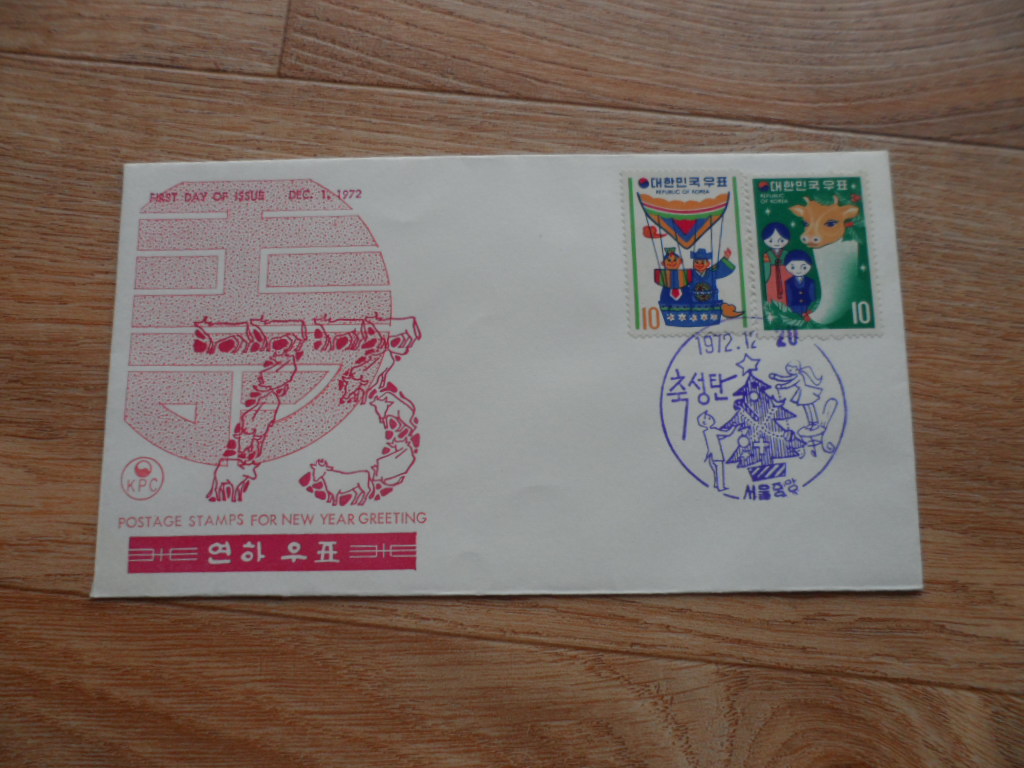 FIRST DAY OF ISSUE DEC. 1, 1972
73
KPC
POSTAGE STAMPS FOR NEW YEAR GREETING
연하우표
대한민국우표
REPUBLIC OF KOREA
10
대한민국우표
REPUBLIC
OF KOREA
10
1972.12 20
축성탄
서울중앙